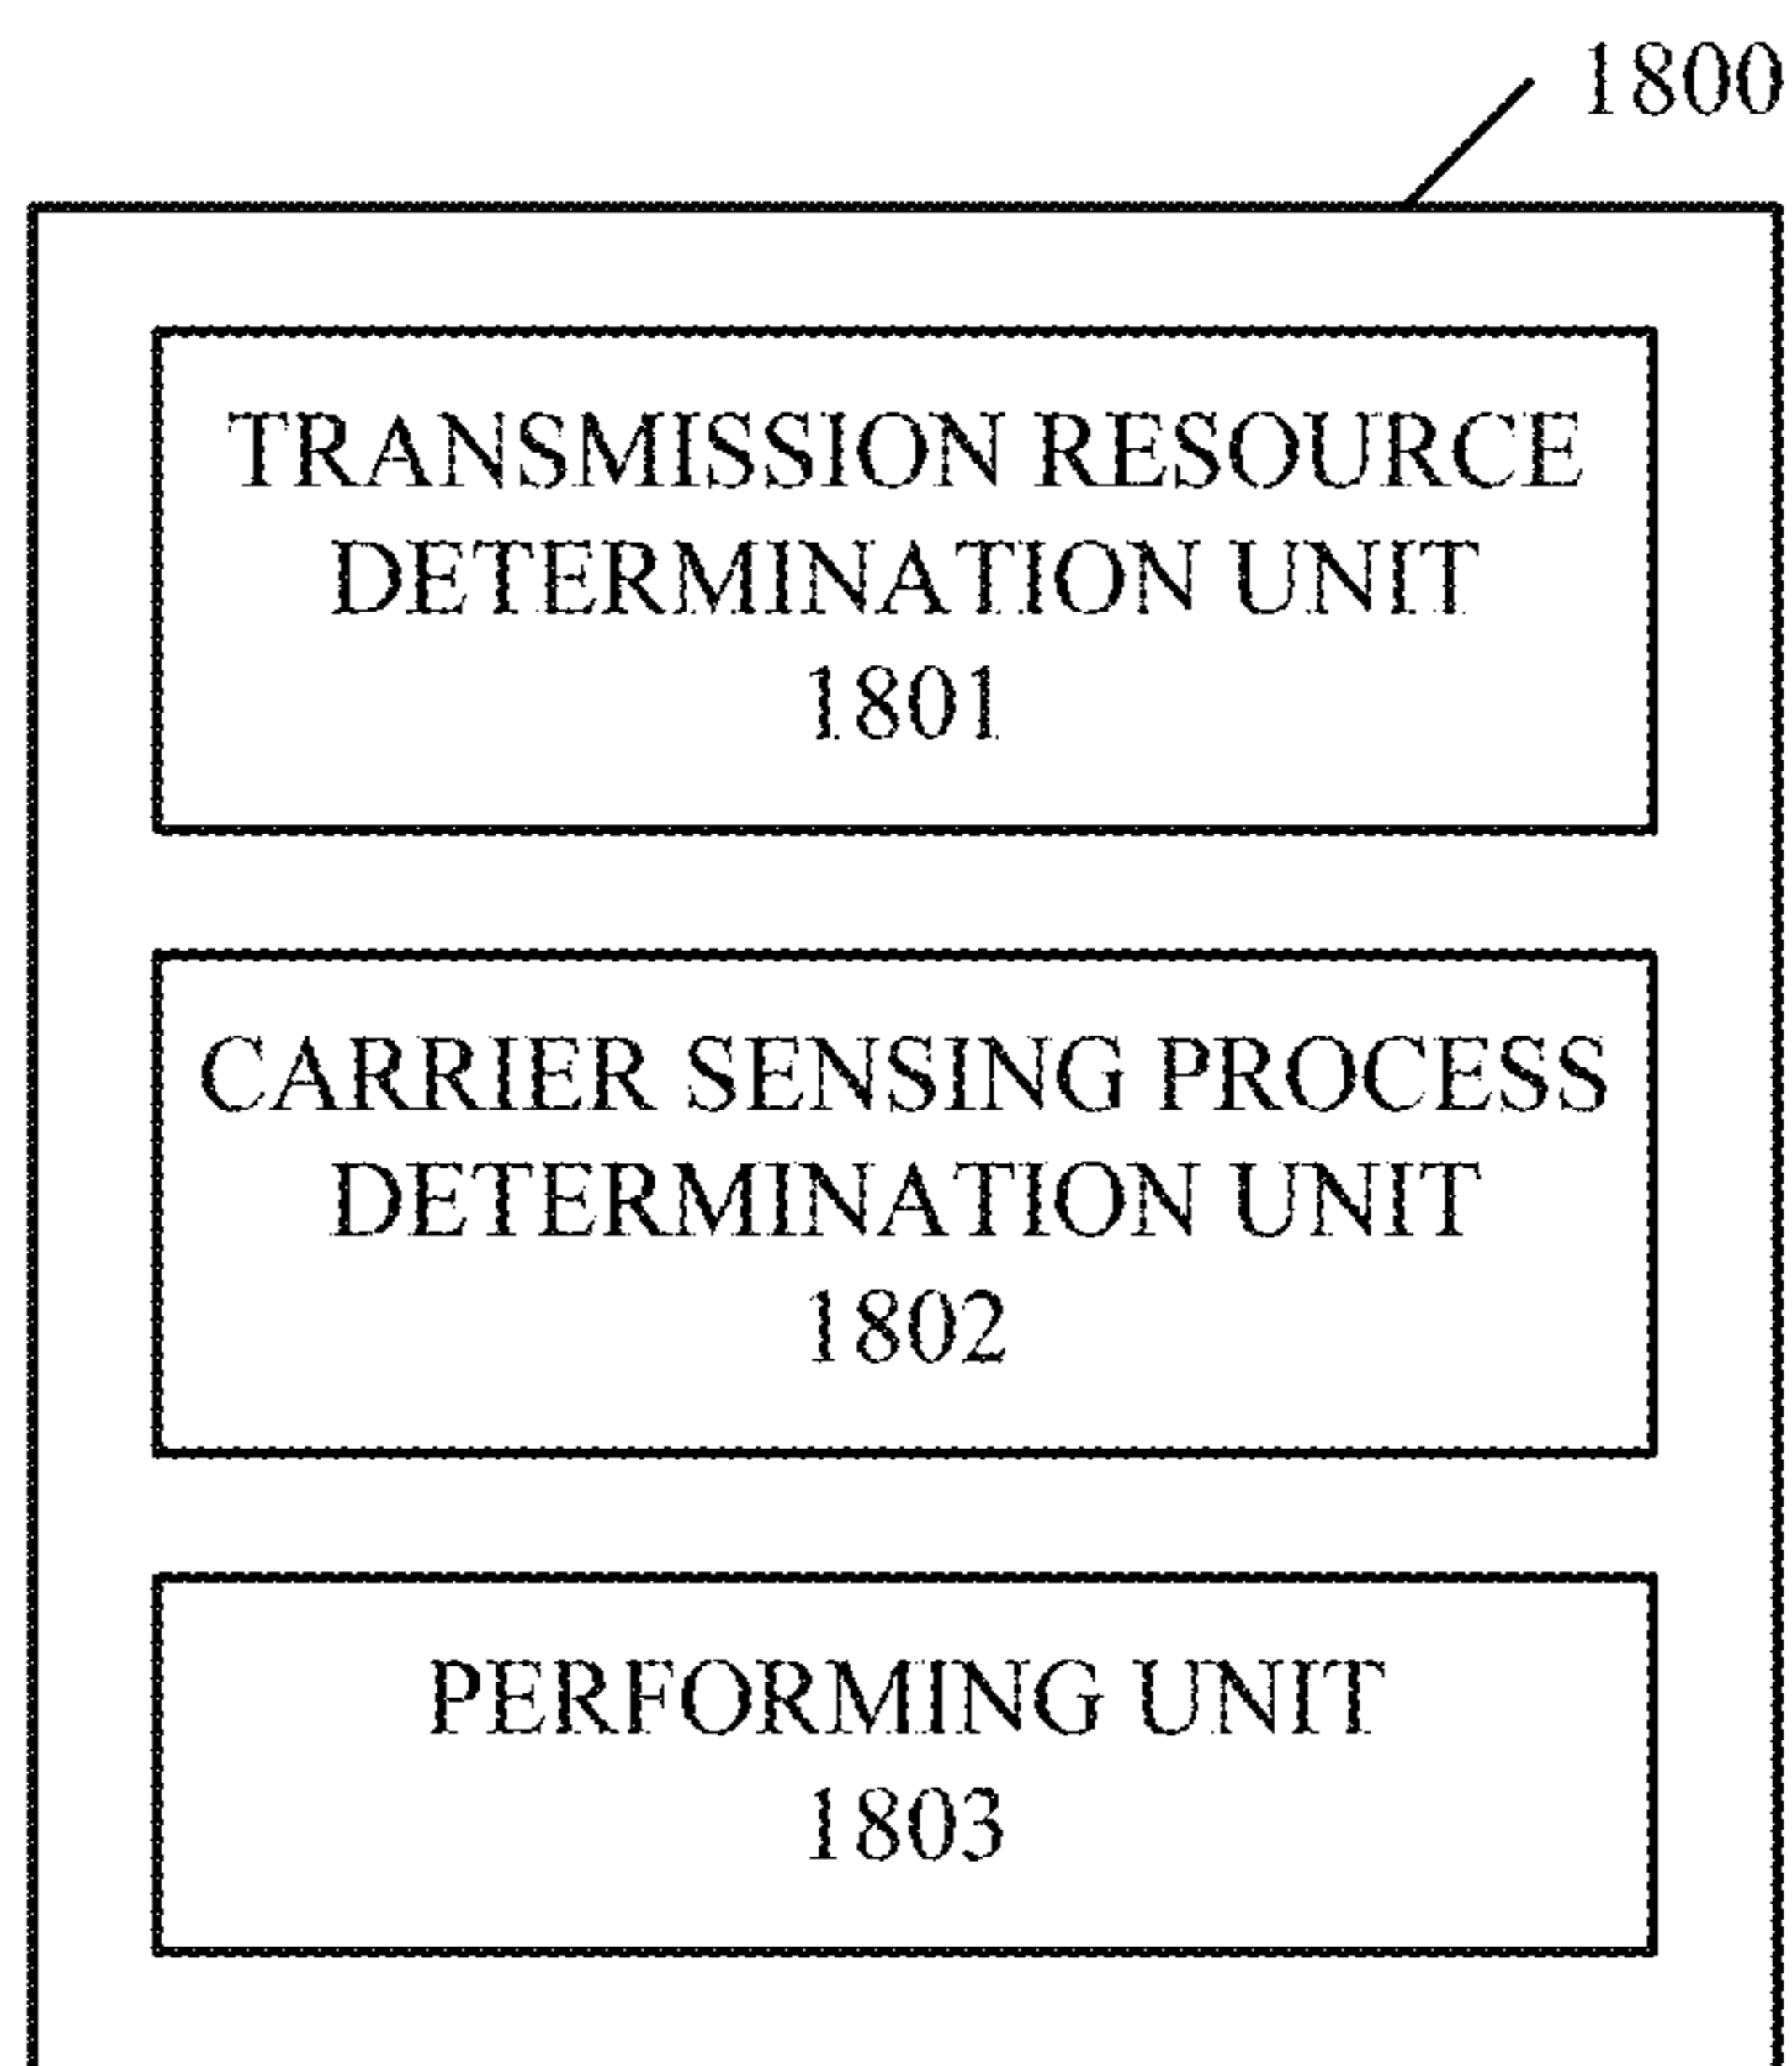 1800
TRANSMISSION RESOURCE
DETERMINATION UNIT
1801
CARRIER SENSING PROCESS
DETERMINATION UNIT
1802
PERFORMING UNIT
1803